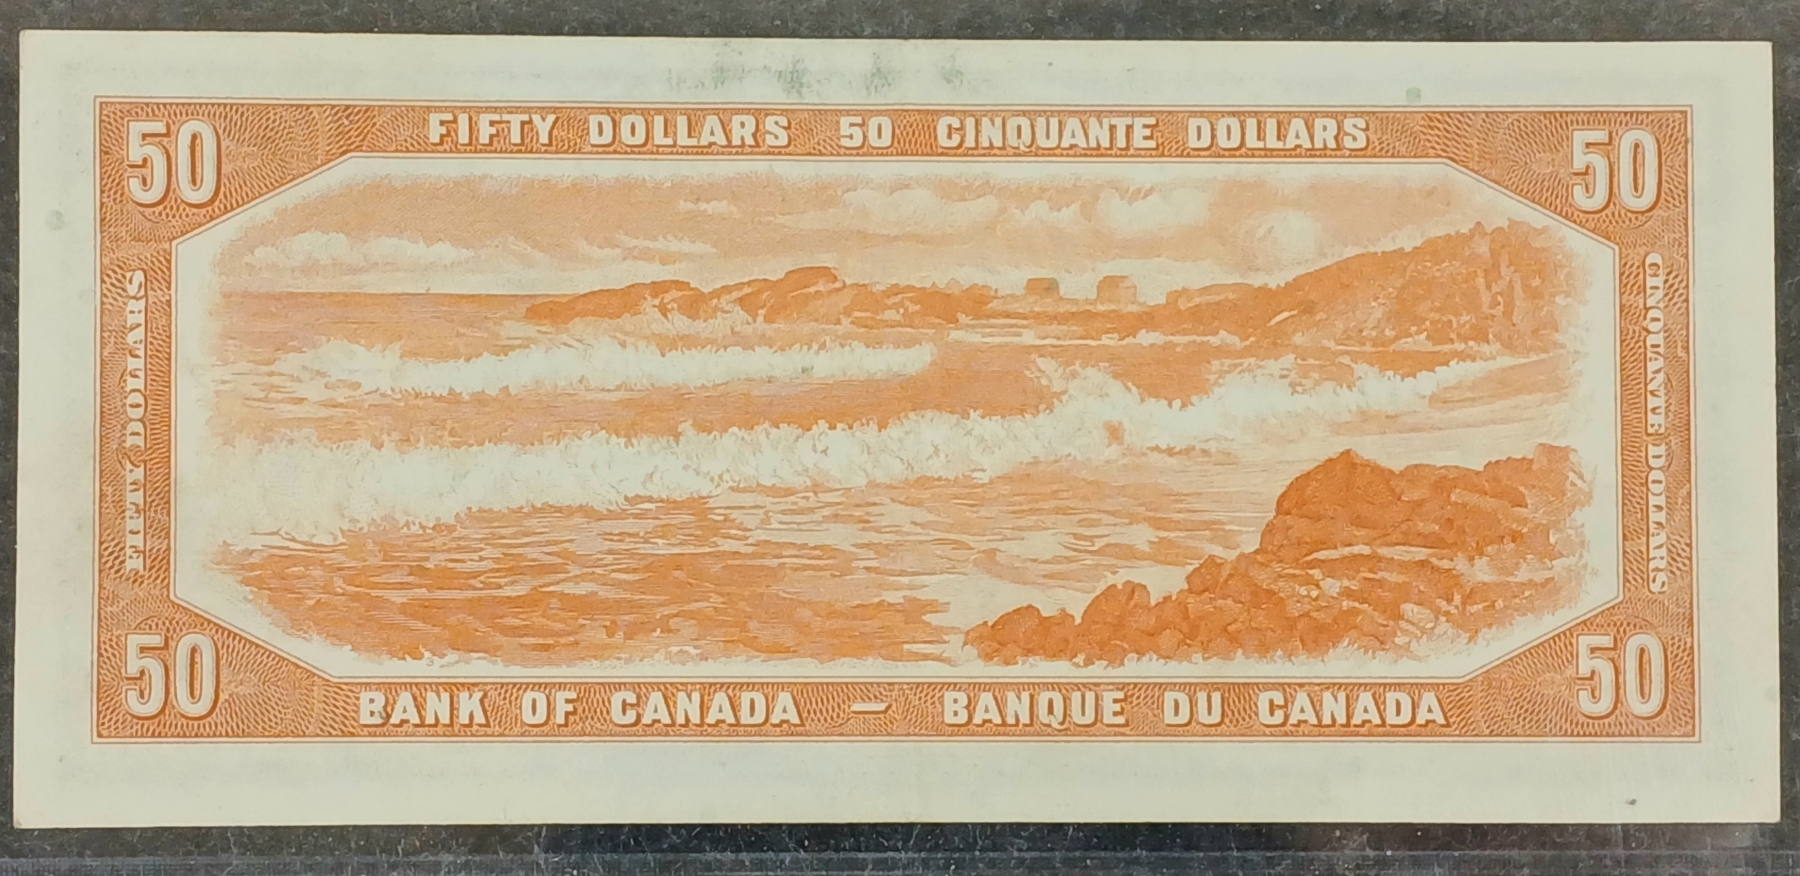 50 FIFTY DOLLARS 50 CINQUANTE DOLLARS 50
FIFTY DOLLARS
CINQUANTE DOLLARS
50 BANK OF CANADA — BANQUE DU CANADA 50